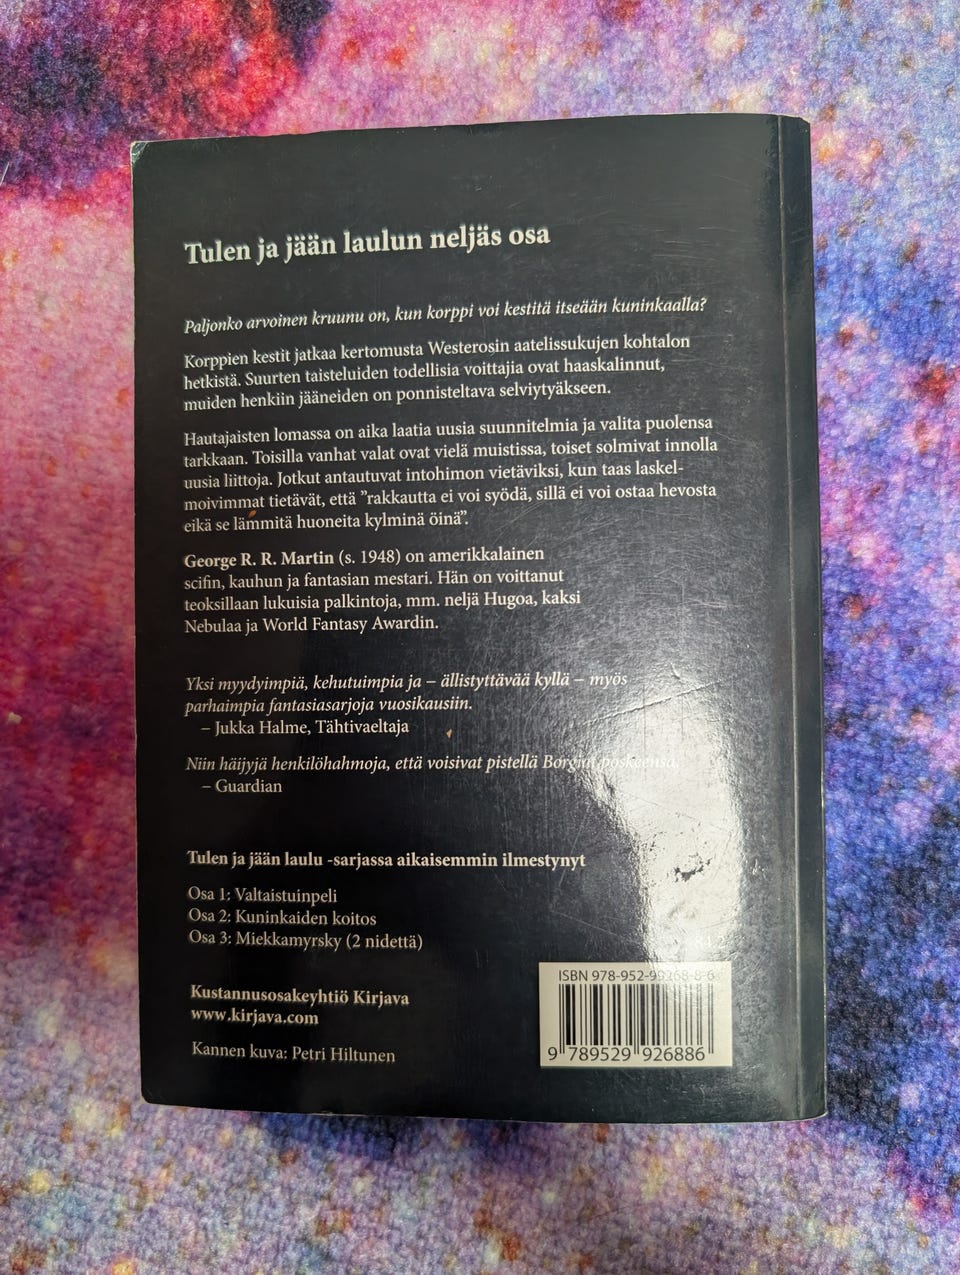 Tulen ja jään laulun neljäs osa
Paljonko arvoinen kruunu on, kun korppi voi kestitä itseään kuninkaalla?
Korppien kestit jatkaa kertomusta Westerosin aatelissukujen kohtalon
hetkistä. Suurten taisteluiden todellisia voittajia ovat haaskalinnut,
muiden henkiin jääneiden on ponnisteltava selviytyäkseen.
Hautajaisten lomassa on aika laatia uusia suunnitelmia ja valita puolensa
tarkkaan. Toisilla vanhat valat ovat vielä muistissa, toiset solmivat innolla
uusia liittoja. Jotkut antautuvat intohimon vietäviksi, kun taas laskel-
moivimmat tietävät, että ”rakkautta ei voi syödä, sillä ei voi ostaa hevosta
eikä se lämmitä huoneita kylminä öinä”.
George R. R. Martin (s. 1948) on amerikkalainen
scifin, kauhun ja fantasian mestari. Hän on voittanut
teoksillaan lukuisia palkintoja, mm. neljä Hugoa, kaksi
Nebulaa ja World Fantasy Awardin.
Yksi myydyimpiä, kehutuimpia ja – ällistyttävää kyllä – myös
parhaimpia fantasiasarjoja vuosikausiin.
– Jukka Halme, Tähtivaeltaja
Niin häijyjä henkilöhahmoja, että voisivat pistellä Borgiat poskeensa.
– Guardian
Tulen ja jään laulu -sarjassa aikaisemmin ilmestynyt
Osa 1: Valtaistuinpeli
Osa 2: Kuninkaiden koitos
Osa 3: Miekkamyrsky (2 nidettä)
Kustannusosakeyhtiö Kirjava
www.kirjava.com
Kannen kuva: Petri Hiltunen
84.2
ISBN 978-952-99268-8-6
9 789529 926886